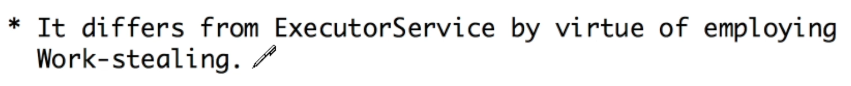 * It differs from ExecutorService by virtue of employing
Work-stealing.